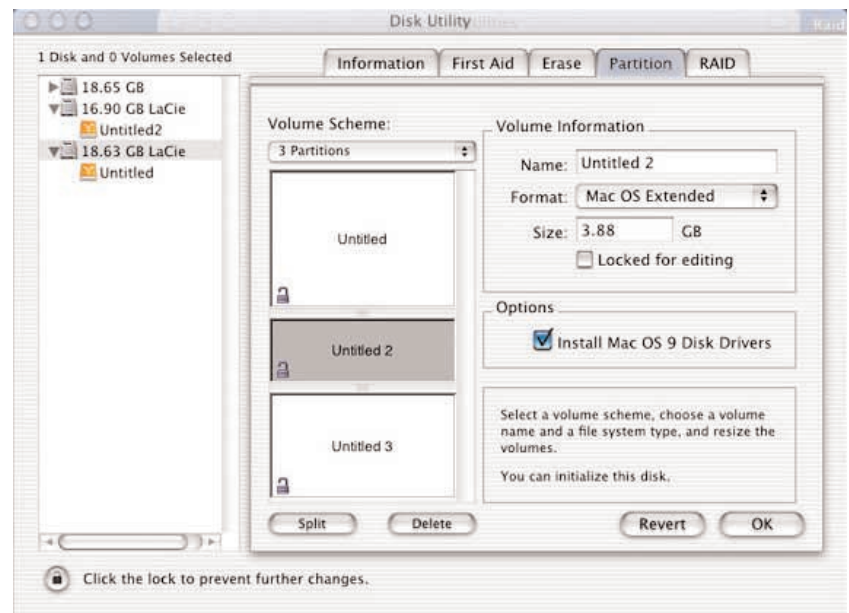 Disk Utility
1 Disk and 0 Volumes Selected
18.65 GB
16.90 GB LaCie
Untitled2
18.63 GB LaCie
Untitled
Information
First Aid
Erase
Partition
RAID
Volume Scheme:
3 Partitions
Untitled
Untitled 2
Untitled 3
Split
Delete
Volume Information
Name: Untitled 2
Format: Mac OS Extended
Size: 3.88 GB
Locked for editing
Options
Install Mac OS 9 Disk Drivers
Select a volume scheme, choose a volume
name and a file system type, and resize the
volumes.
You can initialize this disk.
Revert
OK
Click the lock to prevent further changes.